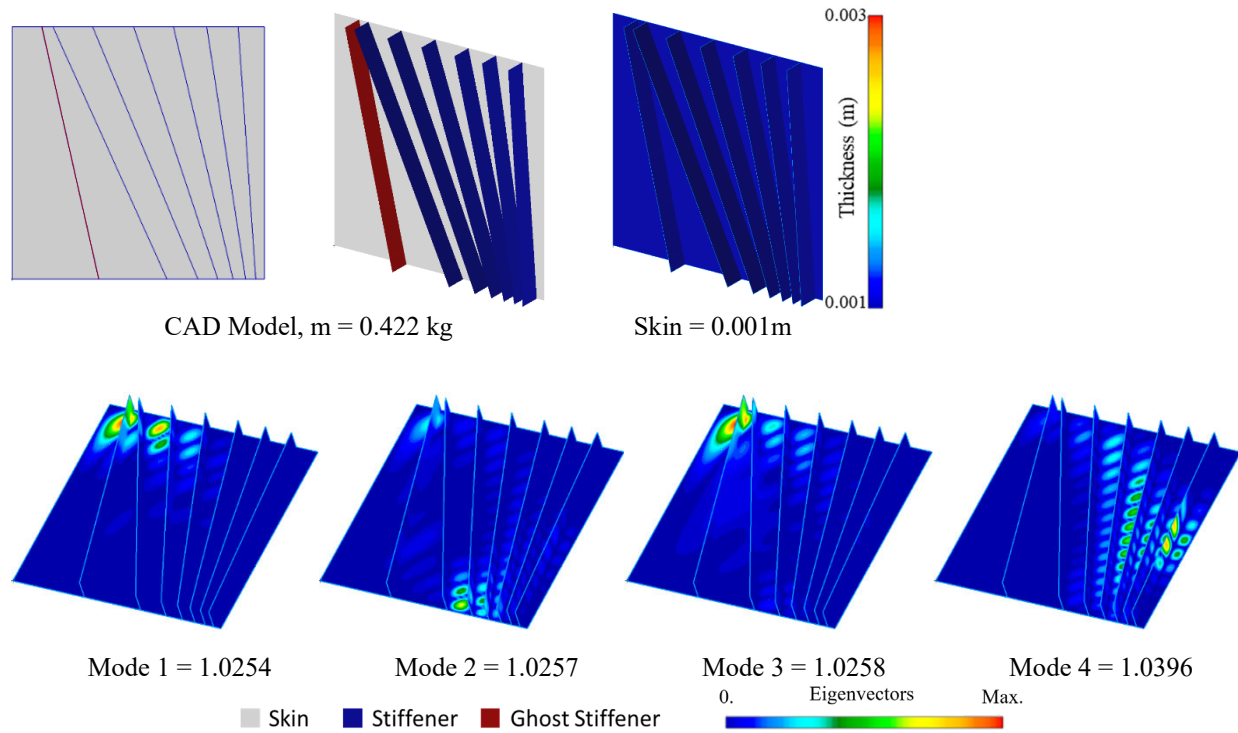 0.003
Thickness (m)
0.001
CAD Model, m = 0.422 kg
Skin = 0.001m
Mode 1 = 1.0254
Mode 2 = 1.0257
Mode 3 = 1.0258
Mode 4 = 1.0396
Skin
Stiffener
Ghost Stiffener
0.
Eigenvectors
Max.